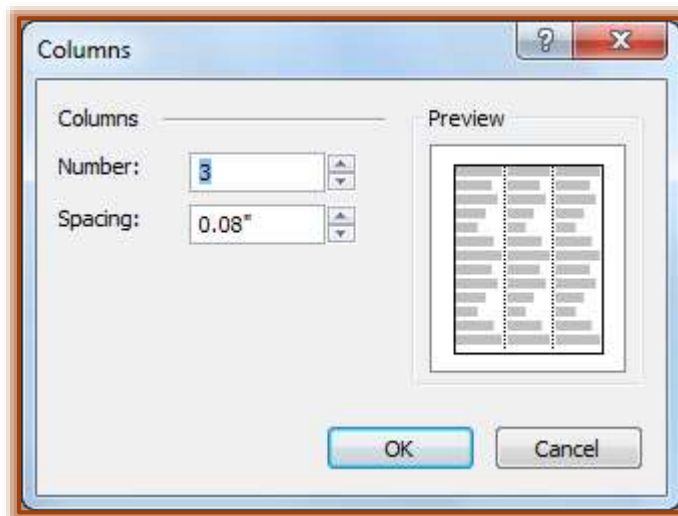 Columns
Columns
Preview
Number:
3
Spacing:
0.08"
OK
Cancel